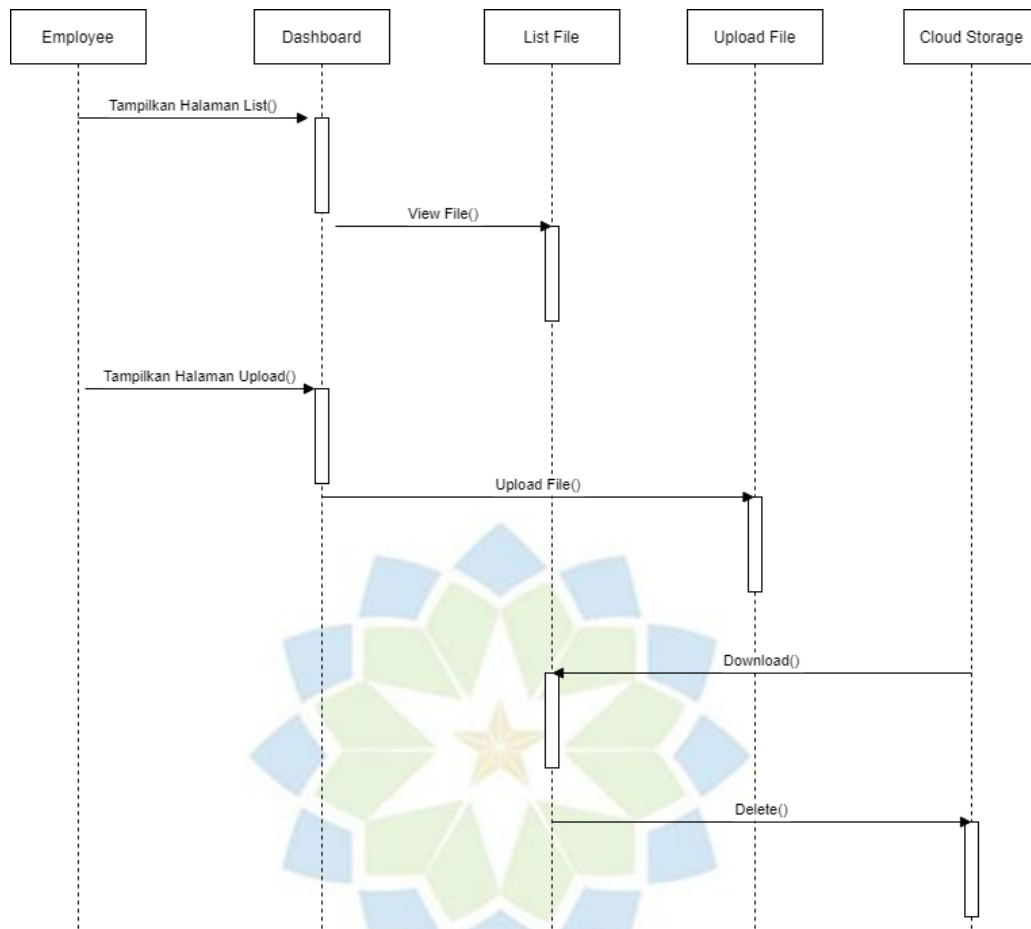 Employee
Dashboard
List File
Upload File
Cloud Storage
Tampilkan Halaman List()
View File()
Tampilkan Halaman Upload()
Upload File()
Download()
Delete()